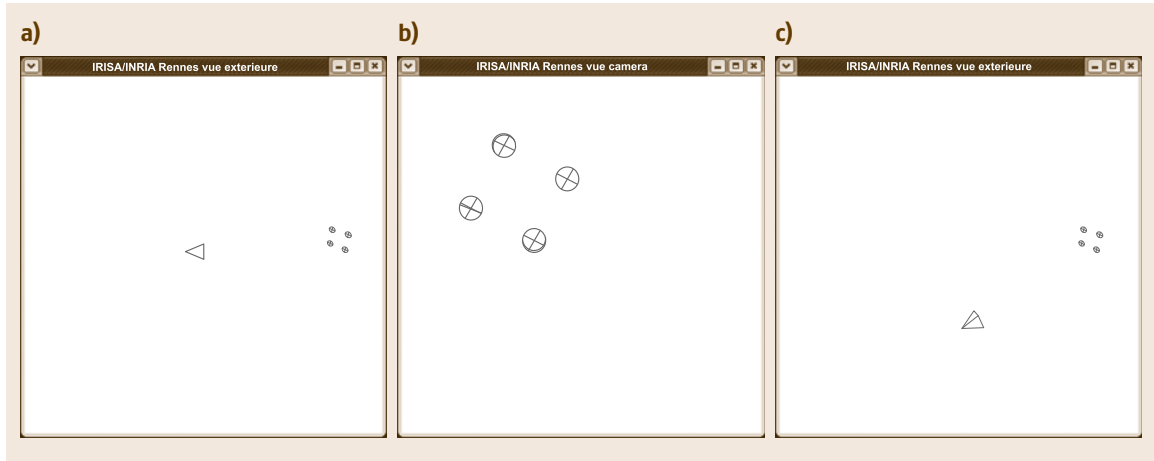 a)
b)
c)
IRISA/INRIA Rennes vue exterieure
IRISA/INRIA Rennes vue camera
IRISA/INRIA Rennes vue exterieure